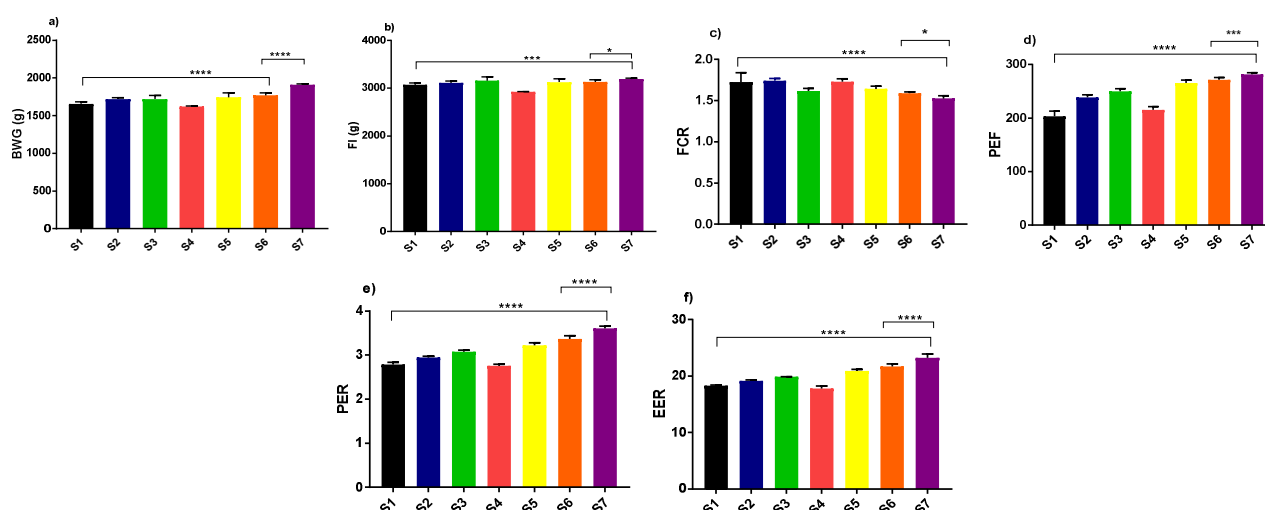 a)
****
****
BWG (g)
2500
2000
1500
1000
500
0
S1 S2 S3 S4 S5 S6 S7
b)
*
***
FI (g)
4000
3000
1000
0
S1 S2 S3 S4 S5 S6 S7
c)
*
****
FCR
2.0
1.5
1.0
0.5
0.0
S1 S2 S3 S4 S5 S6 S7
d)
***
****
PEF
300
200
100
0
S1 S2 S3 S4 S5 S6 S7
e)
****
****
PER
4
3
2
1
0
S1 S2 S3 S4 S5 S6 S7
f)
****
****
EER
30
20
10
0
S1 S2 S3 S4 S5 S6 S7